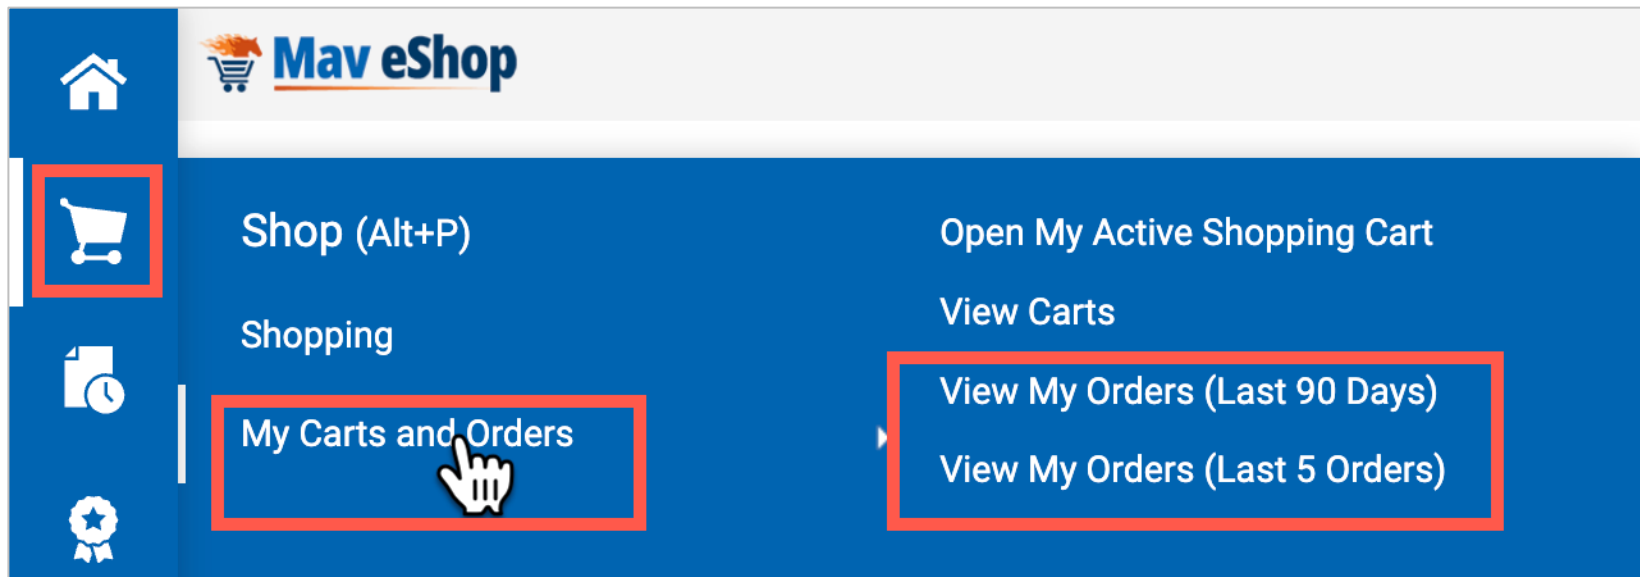 Mav eShop
Shop (Alt+P)
Shopping
My Carts and Orders
Open My Active Shopping Cart
View Carts
View My Orders (Last 90 Days)
View My Orders (Last 5 Orders)